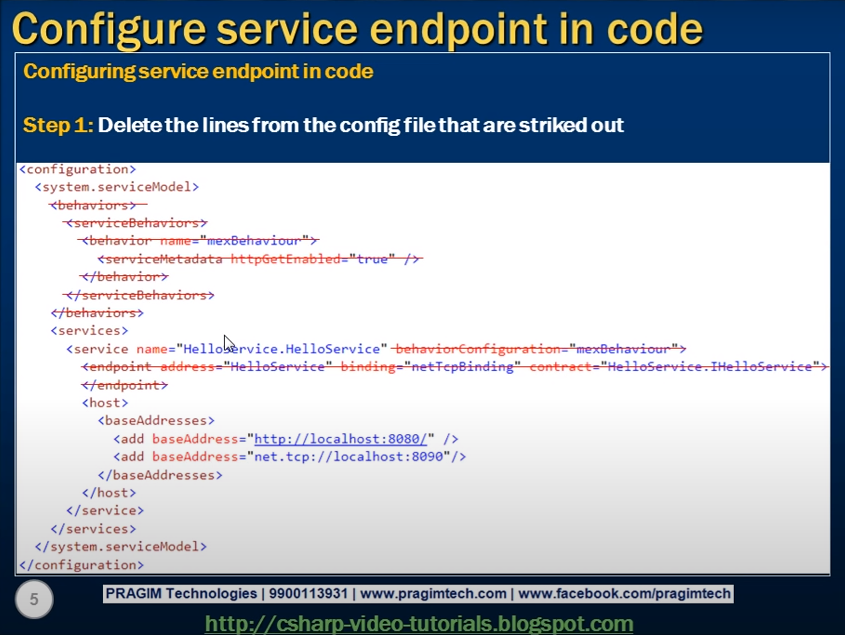 Configure service endpoint in code
Configuring service endpoint in code
Step 1: Delete the lines from the config file that are striked out
<configuration>
<system.serviceModel>
<behaviors>
<serviceBehaviors>
<behavior name="mexBehaviour">
<serviceMetadata httpGetEnabled="true" />
</behavior>
</serviceBehaviors>
</behaviors>
<services>
<service name="HelloService.HelloService" behaviorConfiguration="mexBehaviour">
<endpoint address="HelloService" binding="netTcpBinding" contract="HelloService.IHelloService">
</endpoint>
<host>
<baseAddresses>
<add baseAddress="http://localhost:8080/" />
<add baseAddress="net.tcp://localhost:8090"/>
</baseAddresses>
</host>
</service>
</services>
</system.serviceModel>
</configuration>
5
PRAGIM Technologies | 9900113931 | www.pragimtech.com | www.facebook.com/pragimtech
http://csharp-video-tutorials.blogspot.com